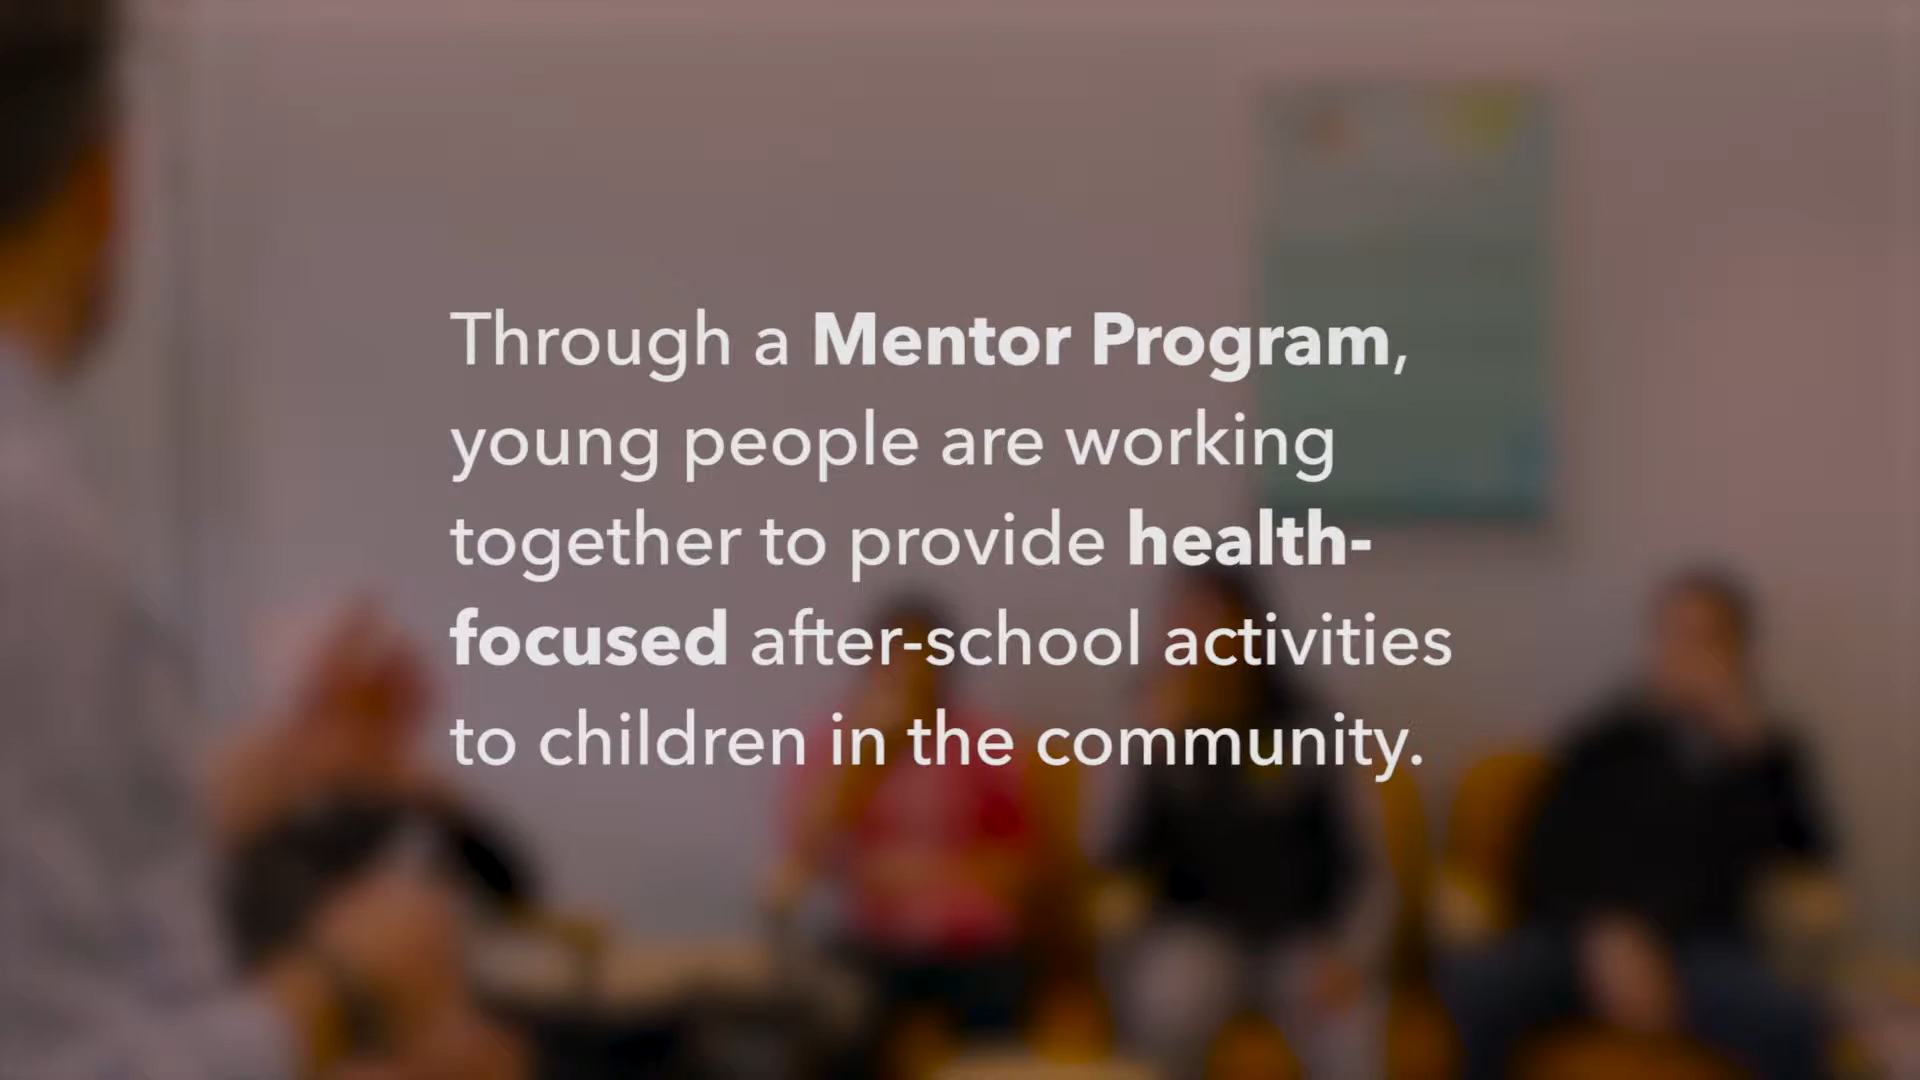 Through a Mentor Program,
young people are working
together to provide health-
focused after-school activities
to children in the community.